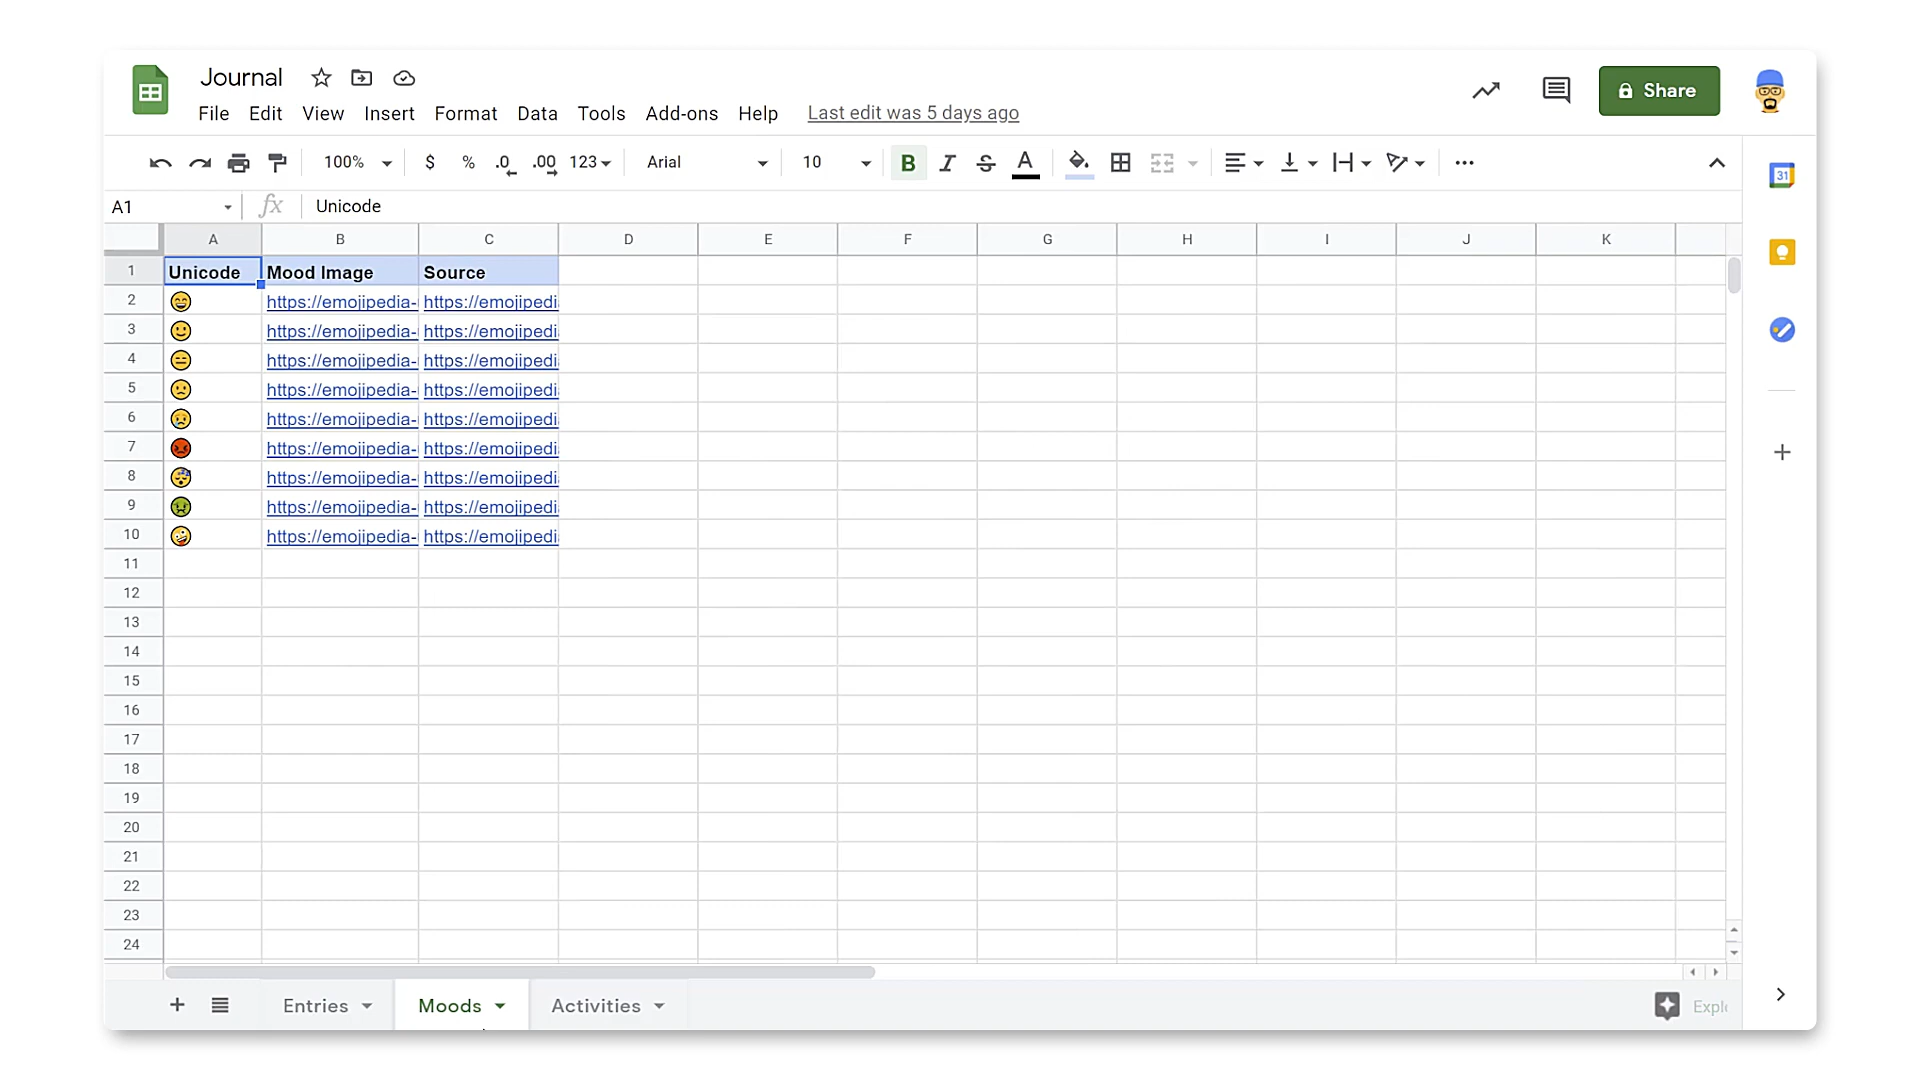 Journal
File Edit View Insert Format Data Tools Add-ons Help Last edit was 5 days ago
Share
100% $ % .0 .00 123 Arial 10 B I S A
31
A1 fx Unicode
A B C D E F G H I J K
1 Unicode Mood Image Source
2 😄 https://emojipedia- https://emojipedi
3 🙂 https://emojipedia- https://emojipedi
4 😑 https://emojipedia- https://emojipedi
5 🙁 https://emojipedia- https://emojipedi
6 😢 https://emojipedia- https://emojipedi
7 😡 https://emojipedia- https://emojipedi
8 😴 https://emojipedia- https://emojipedi
9 🤢 https://emojipedia- https://emojipedi
10 🤪 https://emojipedia- https://emojipedi
11
12
13
14
15
16
17
18
19
20
21
22
23
24
Entries Moods Activities Expl